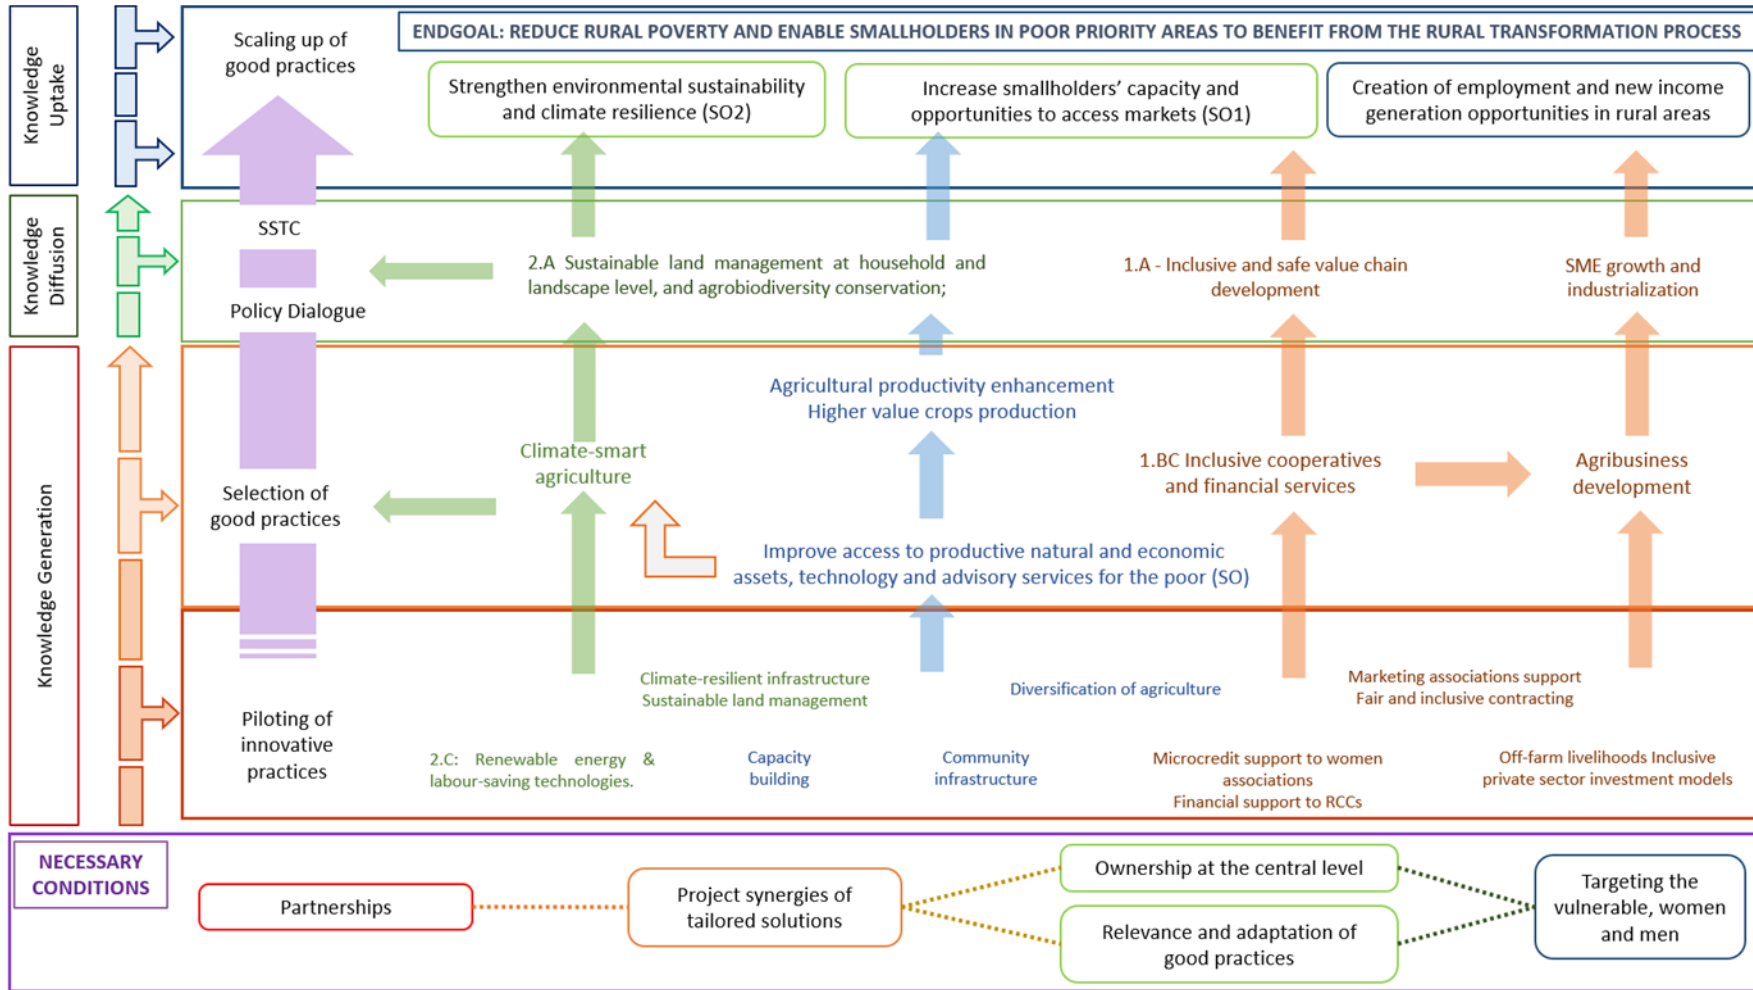 Knowledge
Uptake
Scaling up of
good practices
ENDGOAL: REDUCE RURAL POVERTY AND ENABLE SMALLHOLDERS IN POOR PRIORITY AREAS TO BENEFIT FROM THE RURAL TRANSFORMATION PROCESS
Strengthen environmental sustainability
and climate resilience (SO2)
Increase smallholders’ capacity and
opportunities to access markets (SO1)
Creation of employment and new income
generation opportunities in rural areas
Knowledge
Diffusion
SSTC
Policy Dialogue
2.A Sustainable land management at household and
landscape level, and agrobiodiversity conservation;
1.A - Inclusive and safe value chain
development
SME growth and
industrialization
Knowledge Generation
Agricultural productivity enhancement
Higher value crops production
Climate-smart
agriculture
1.BC Inclusive cooperatives
and financial services
Agribusiness
development
Selection of
good practices
Improve access to productive natural and economic
assets, technology and advisory services for the poor (SO)
Piloting of
innovative
practices
Climate-resilient infrastructure
Sustainable land management
Diversification of agriculture
Marketing associations support
Fair and inclusive contracting
2.C: Renewable energy &
labour-saving technologies.
Capacity
building
Community
infrastructure
Microcredit support to women
associations
Financial support to RCCs
Off-farm livelihoods Inclusive
private sector investment models
NECESSARY
CONDITIONS
Partnerships
Project synergies of
tailored solutions
Ownership at the central level
Relevance and adaptation of
good practices
Targeting the
vulnerable, women
and men